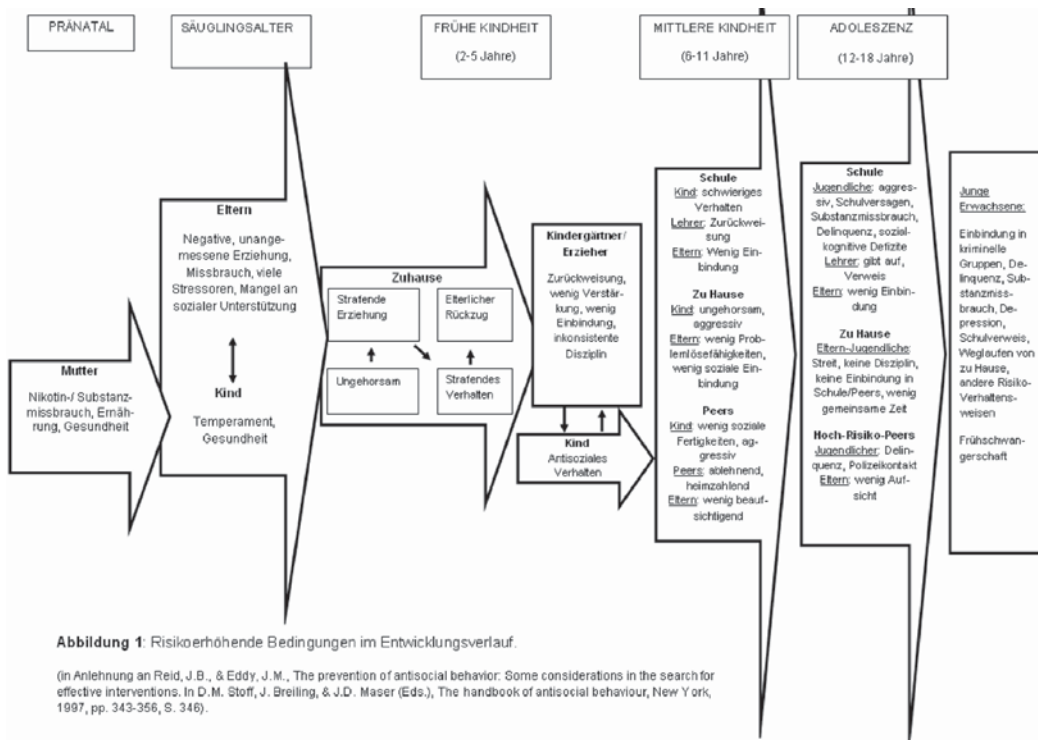 PRÄNATAL
SÄUGLINGSALTER
FRÜHE KINDHEIT
(2-5 Jahre)
MITTLERE KINDHEIT
(6-11 Jahre)
ADOLESZENZ
(12-18 Jahre)
Mutter
Nikotin-/ Substanz-
missbrauch, Ernäh-
rung, Gesundheit
Eltern
Negative, unange-
messene Erziehung,
Missbrauch, viele
Stressoren, Mangel an
sozialer Unterstützung
Kind
Temperament,
Gesundheit
Zuhause
Strafende
Erziehung
Elterlicher
Rückzug
Ungehorsam
Strafendes
Verhalten
Kindergärtner/
Erzieher
Zurückweisung,
wenig Verstär-
kung, wenig
Einbindung,
inkonsistente
Disziplin
Kind
Antisoziales
Verhalten
Schule
Kind: schwieriges
Verhalten
Lehrer: Zurückwei-
sung
Eltern: Wenig Ein-
bindung
Zu Hause
Kind: ungehorsam,
aggressiv
Eltern: wenig Prob-
lemlösefähigkeiten,
wenig soziale Ein-
bindung
Peers
Kind: wenig soziale
Fertigkeiten, ag-
gressiv
Peers: ablehnend,
heimzahlend
Eltern: wenig beauf-
sichtigend
Schule
Jugendliche: aggres-
siv, Schulversagen,
Substanzmissbrauch,
Delinquenz, sozial-
kognitive Defizite
Lehrer: gibt auf,
Verweis
Eltern: wenig Einbin-
dung
Zu Hause
Eltern-Jugendliche:
Streit, keine Disziplin,
keine Einbindung in
Schule/Peers, wenig
gemeinsame Zeit
Hoch-Risiko-Peers
Jugendlicher: Delin-
quenz, Polizeikontakt
Eltern: wenig Auf-
sicht
Junge
Erwachsene:
Einbindung in
kriminelle
Gruppen, De-
linquenz, Sub-
stanzmiss-
brauch, De-
pression,
Schulverweis,
Weglaufen von
zu Hause,
andere Risiko-
Verhaltens-
weisen
Frühschwan-
gerschaft
Abbildung 1: Risikoerhöhende Bedingungen im Entwicklungsverlauf.
(in Anlehnung an Reid, J.B., & Eddy, J.M., The prevention of antisocial behavior: Some considerations in the search for
effective interventions. In D.M. Stoff, J. Breiling, & J.D. Maser (Eds.), The handbook of antisocial behaviour, New York,
1997, pp. 343-356, S. 346).